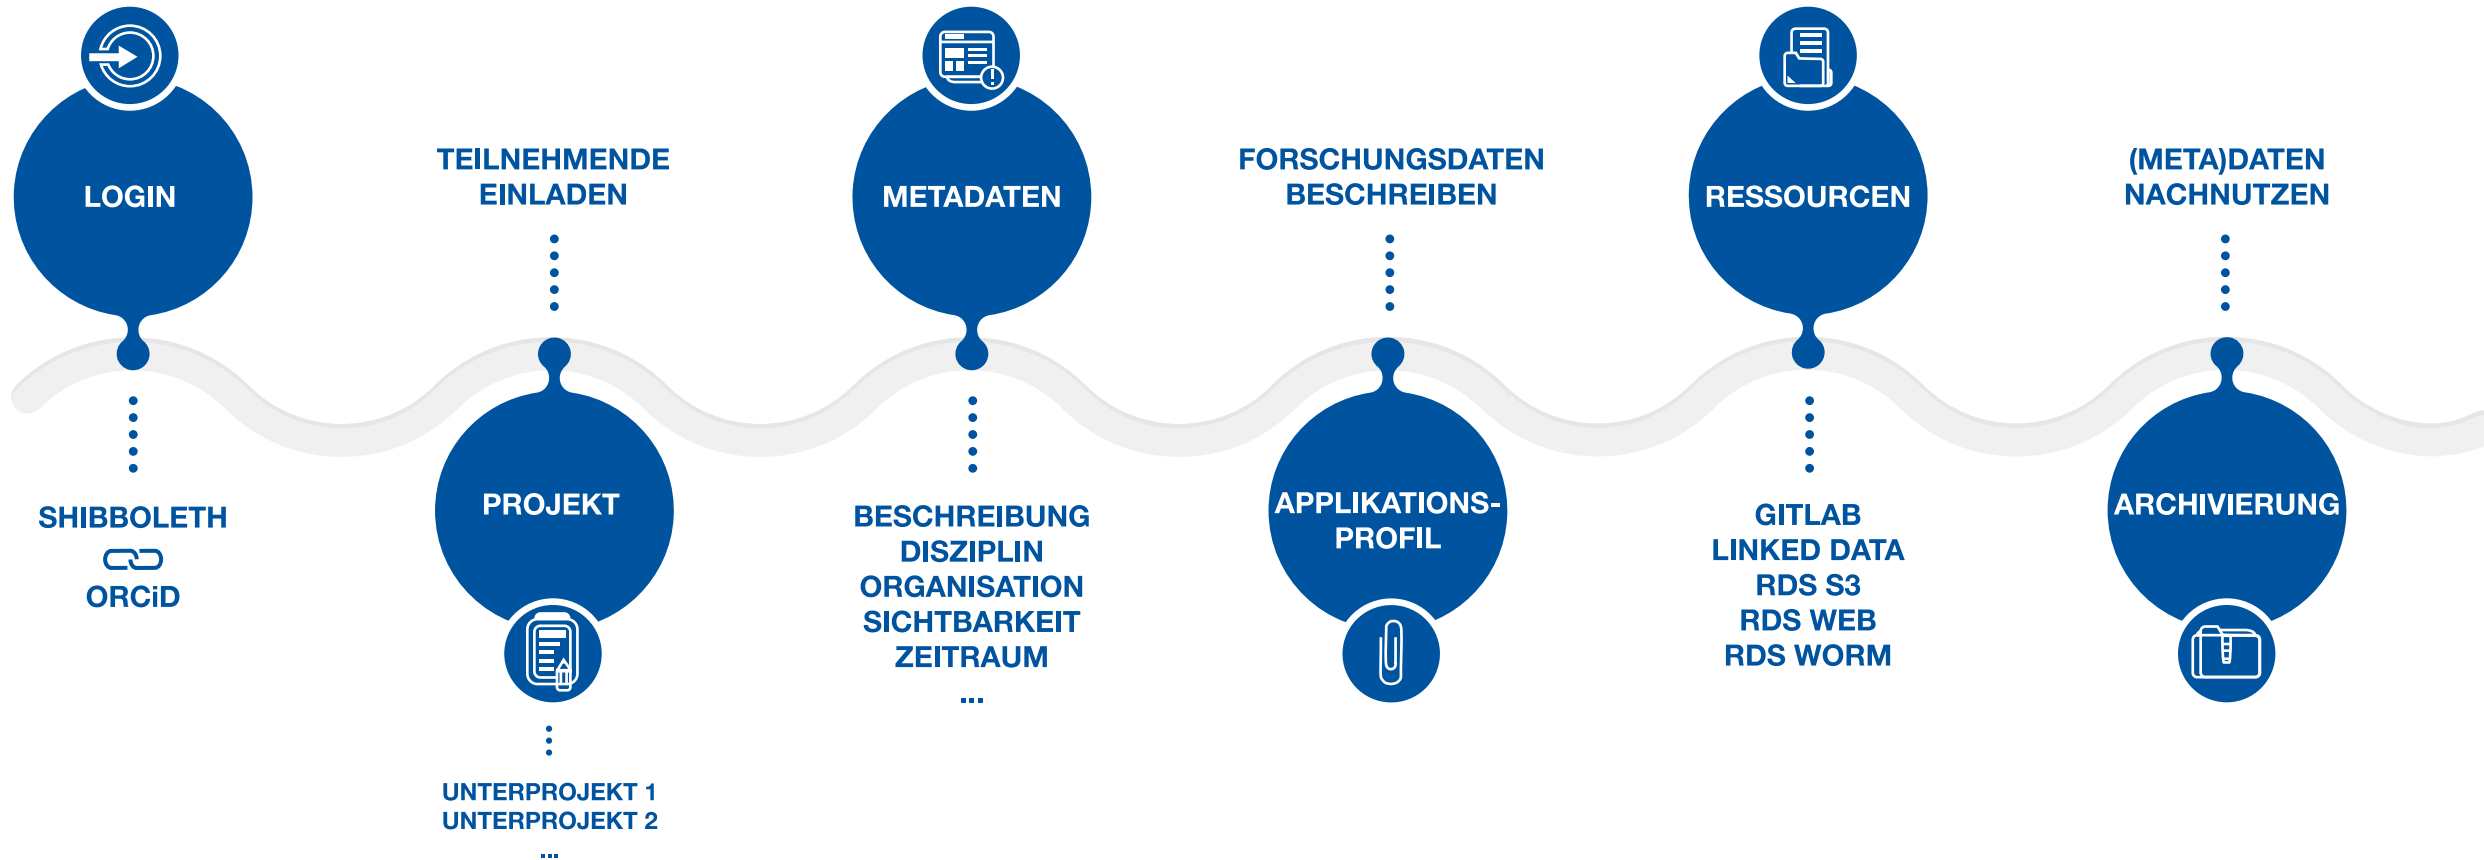 LOGIN
SHIBBOLETH
ORCiD
TEILNEHMENDE
EINLADEN
PROJEKT
UNTERPROJEKT 1
UNTERPROJEKT 2
...
METADATEN
BESCHREIBUNG
DISZIPLIN
ORGANISATION
SICHTBARKEIT
ZEITRAUM
...
FORSCHUNGSDATEN
BESCHREIBEN
APPLIKATIONS-
PROFIL
RESSOURCEN
GITLAB
LINKED DATA
RDS S3
RDS WEB
RDS WORM
(META)DATEN
NACHNUTZEN
ARCHIVIERUNG